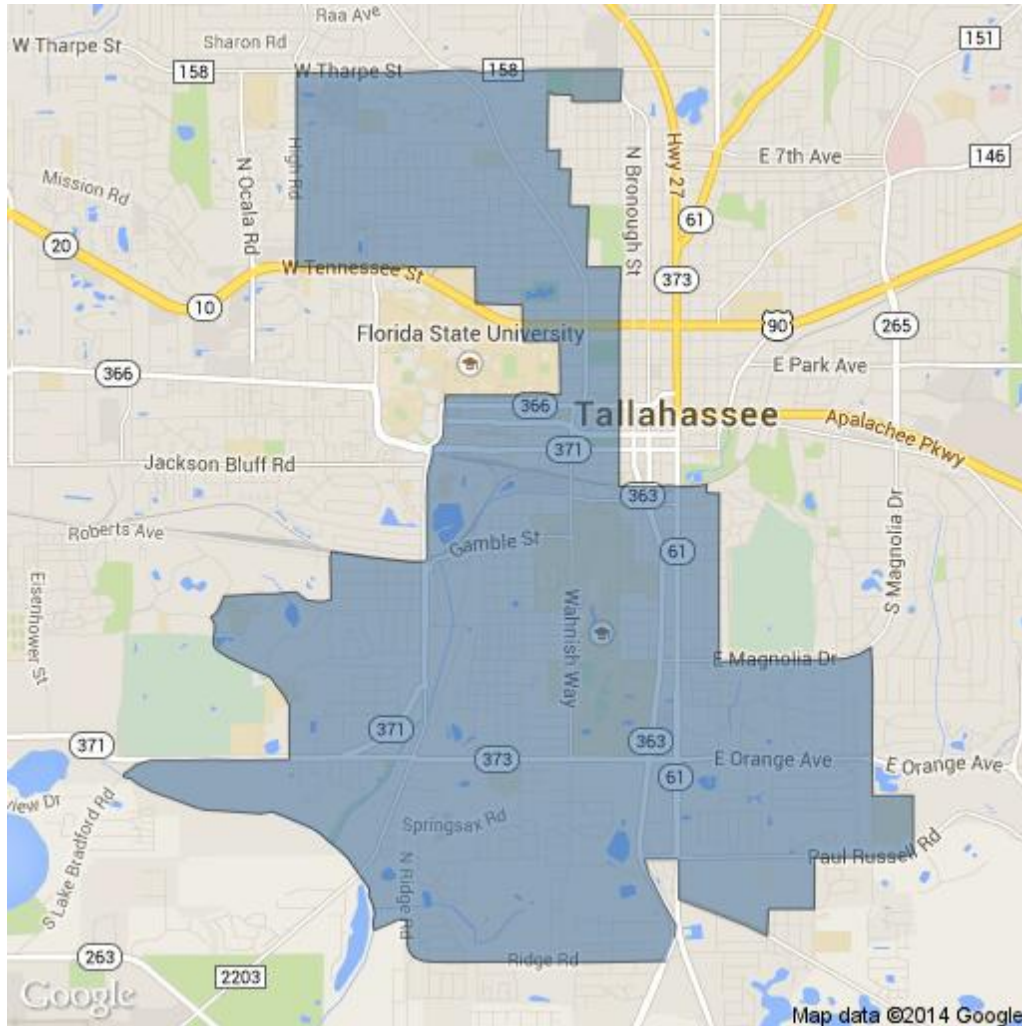 Raa Ave
W Tharpe St
Sharon Rd
158
W Tharpe St
158
151
Hwy 27
E 7th Ave
146
N Bronough St
High Rd
N Ocala Rd
Mission Rd
61
20
W Tennessee St
373
10
90
265
Florida State University
E Park Ave
366
366
Tallahassee
Apalachee Pkwy
371
Jackson Bluff Rd
363
S Magnolia Dr
Roberts Ave
Gamble St
61
Eisenhower St
Wahnish Way
E Magnolia Dr
371
363
371
373
61
E Orange Ave
E Orange Ave
view Dr
S Lake Bradford Rd
Springsax Rd
N Ridge Rd
Paul Russell Rd
263
2203
Ridge Rd
Google
Map data ©2014 Google